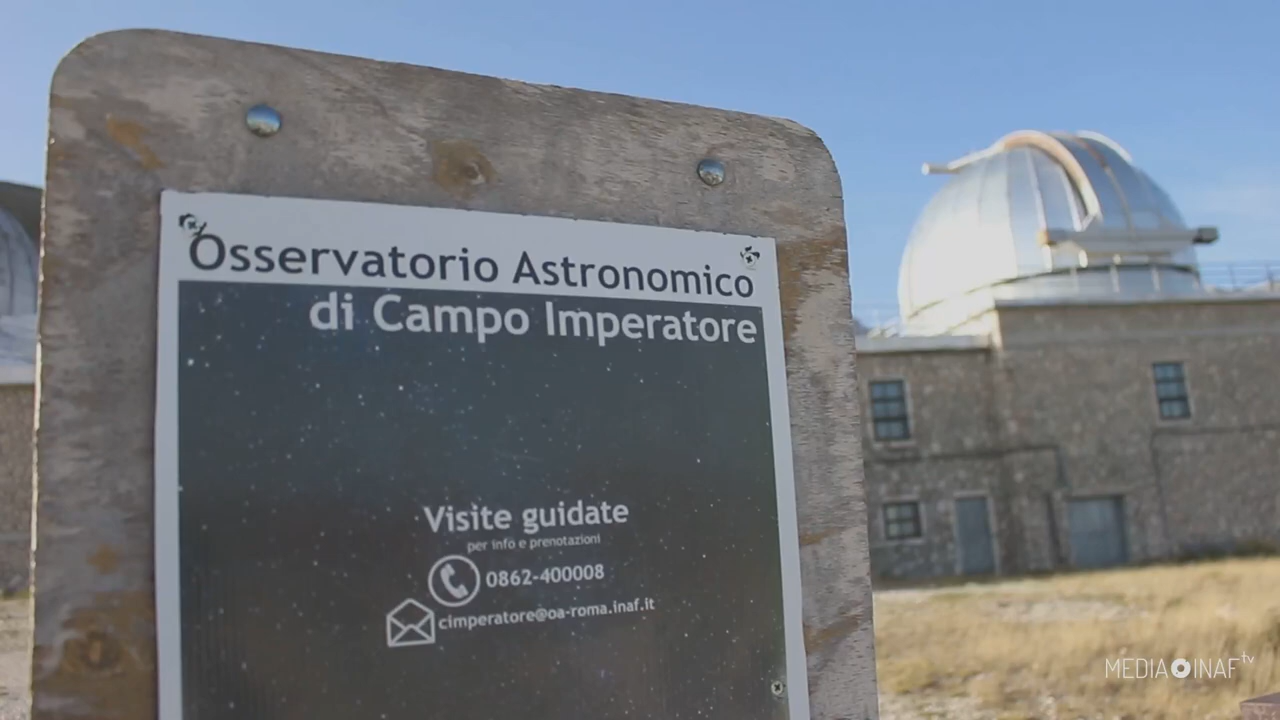 Osservatorio Astronomico
di Campo Imperatore
Visite guidate
per info e prenotazioni
0862-400008
cimperatore@oa-roma.inaf.it
MEDIA INAF tv